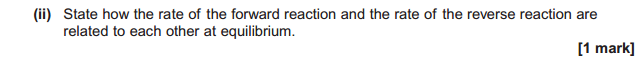 (ii) State how the rate of the forward reaction and the rate of the reverse reaction are
related to each other at equilibrium.
[1 mark]